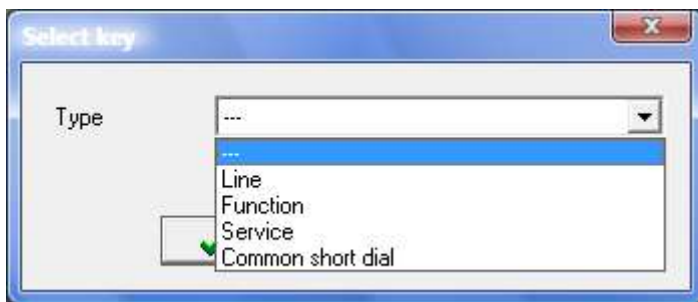 Select key
Type
---
---
Line
Function
Service
Common short dial